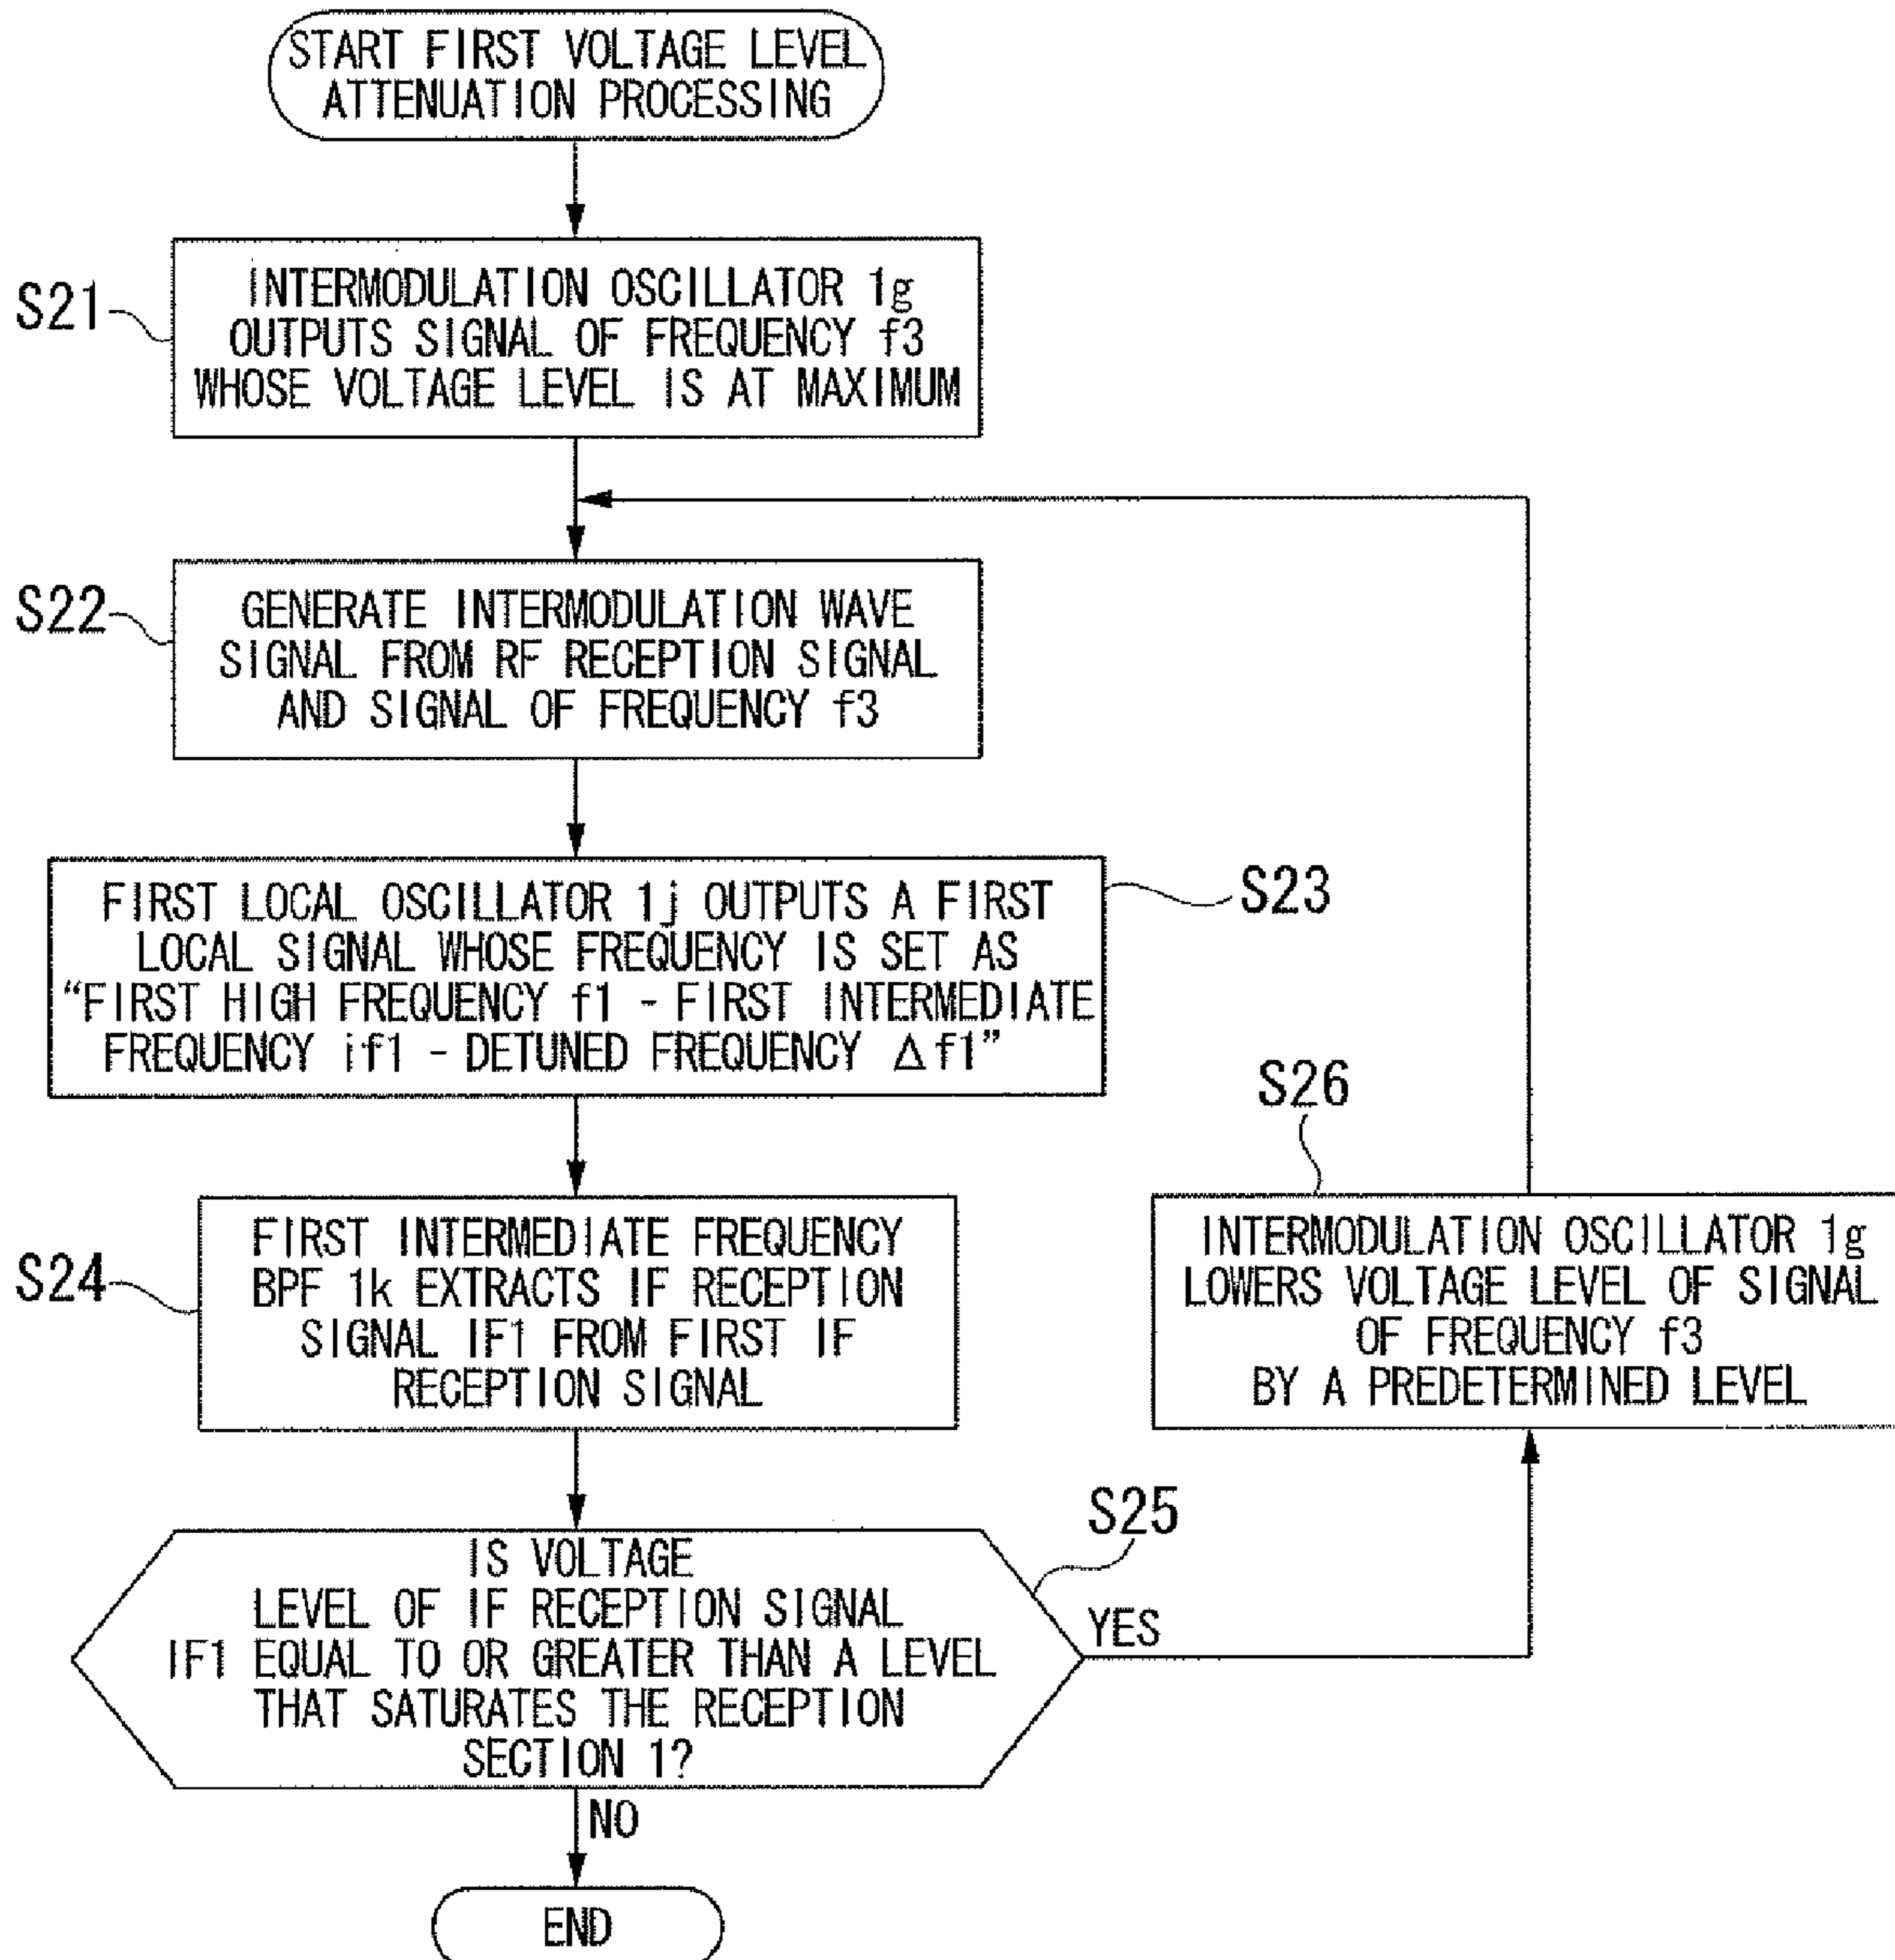 START FIRST VOLTAGE LEVEL
ATTENUATION PROCESSING
S21
INTERMODULATION OSCILLATOR 1g
OUTPUTS SIGNAL OF FREQUENCY f3
WHOSE VOLTAGE LEVEL IS AT MAXIMUM
S22
GENERATE INTERMODULATION WAVE
SIGNAL FROM RF RECEPTION SIGNAL
AND SIGNAL OF FREQUENCY f3
FIRST LOCAL OSCILLATOR 1j OUTPUTS A FIRST
LOCAL SIGNAL WHOSE FREQUENCY IS SET AS
“FIRST HIGH FREQUENCY f1 - FIRST INTERMEDIATE
FREQUENCY if1 - DETUNED FREQUENCY Δf1”
S23
S24
FIRST INTERMEDIATE FREQUENCY
BPF 1k EXTRACTS IF RECEPTION
SIGNAL IF1 FROM FIRST IF
RECEPTION SIGNAL
S26
INTERMODULATION OSCILLATOR 1g
LOWERS VOLTAGE LEVEL OF SIGNAL
OF FREQUENCY f3
BY A PREDETERMINED LEVEL
S25
IS VOLTAGE
LEVEL OF IF RECEPTION SIGNAL
IF1 EQUAL TO OR GREATER THAN A LEVEL
THAT SATURATES THE RECEPTION
SECTION 1?
YES
NO
END